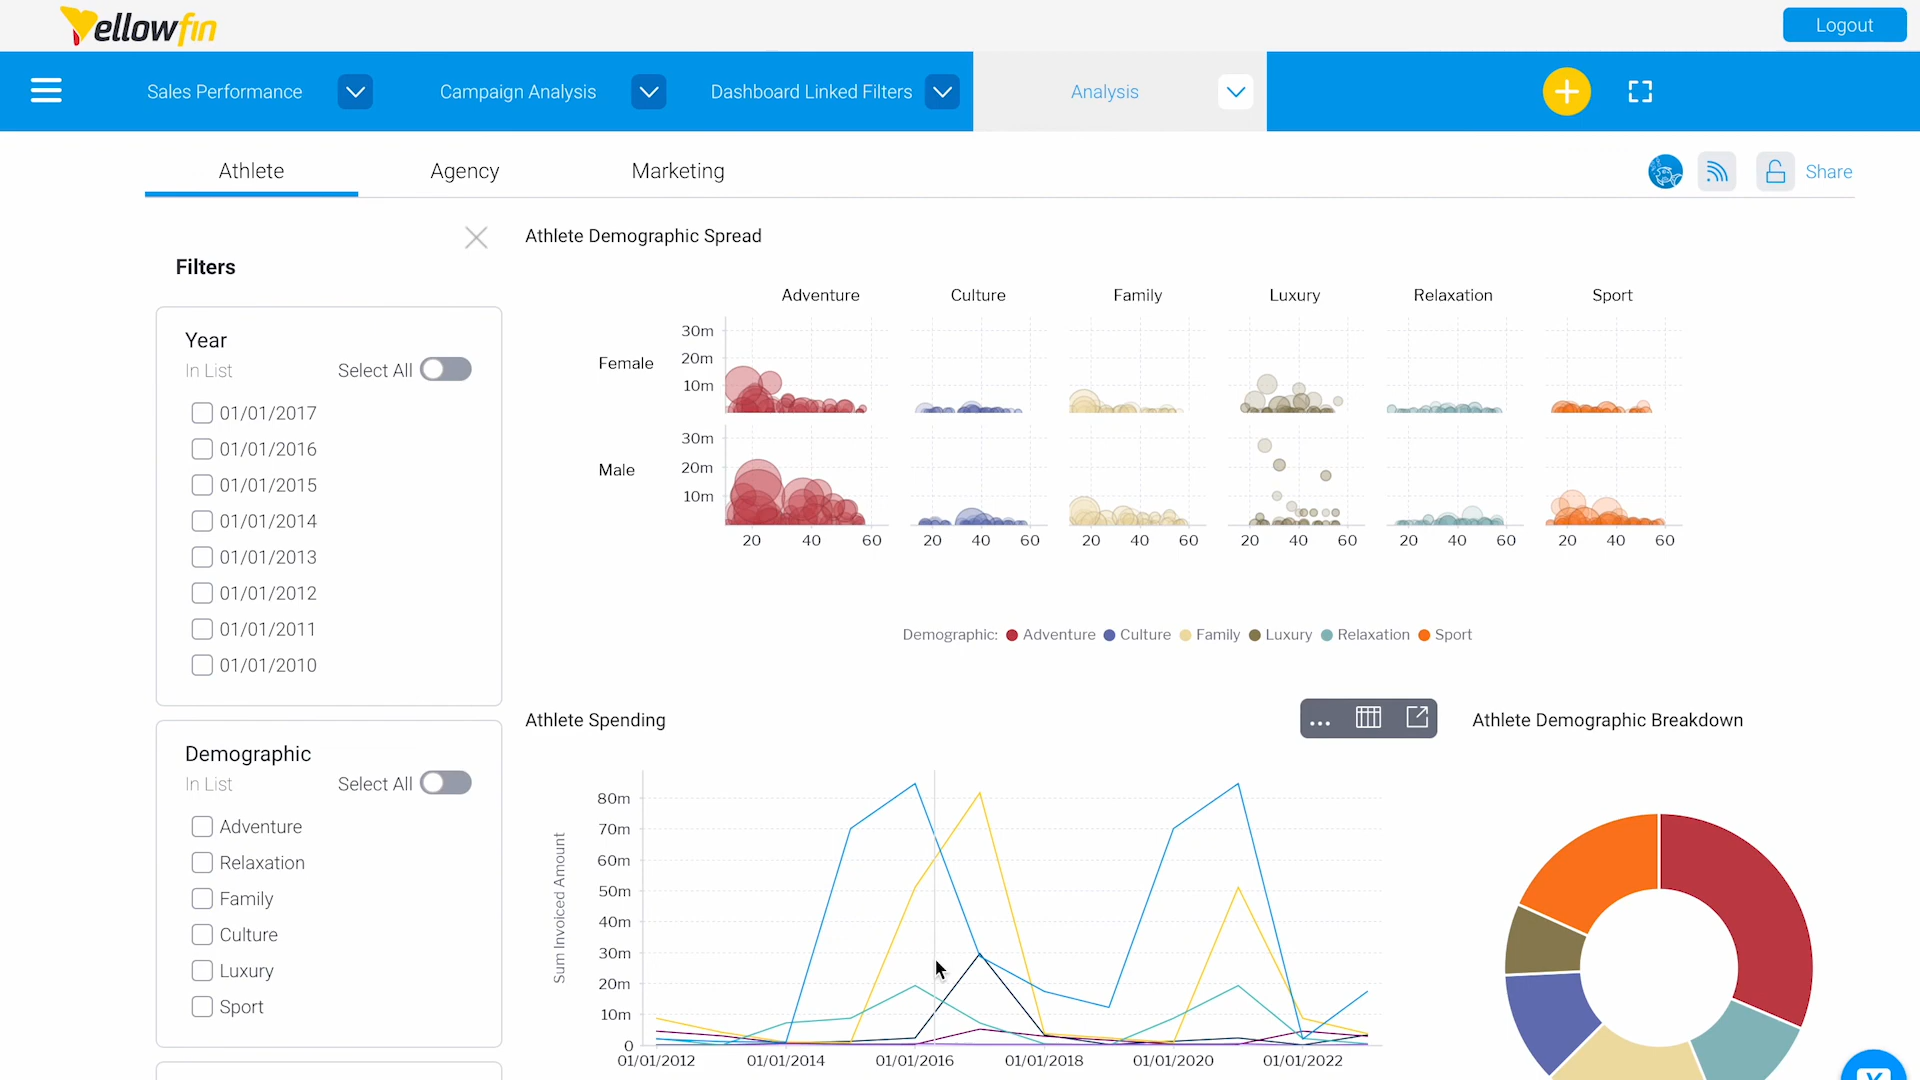 Yellowfin
Logout
Sales Performance
Campaign Analysis
Dashboard Linked Filters
Analysis
Athlete
Agency
Marketing
Share
Filters
Year
In List
Select All
01/01/2017
01/01/2016
01/01/2015
01/01/2014
01/01/2013
01/01/2012
01/01/2011
01/01/2010
Demographic
In List
Select All
Adventure
Relaxation
Family
Culture
Luxury
Sport
Athlete Demographic Spread
Adventure Culture Family Luxury Relaxation Sport
Female
30m
20m
10m
Male
30m
20m
10m
20 40 60 20 40 60 20 40 60 20 40 60 20 40 60 20 40 60
Demographic: Adventure Culture Family Luxury Relaxation Sport
Athlete Spending
...
Sum Invoiced Amount
80m
70m
60m
50m
40m
30m
20m
10m
0
01/01/2012 01/01/2014 01/01/2016 01/01/2018 01/01/2020 01/01/2022
Athlete Demographic Breakdown